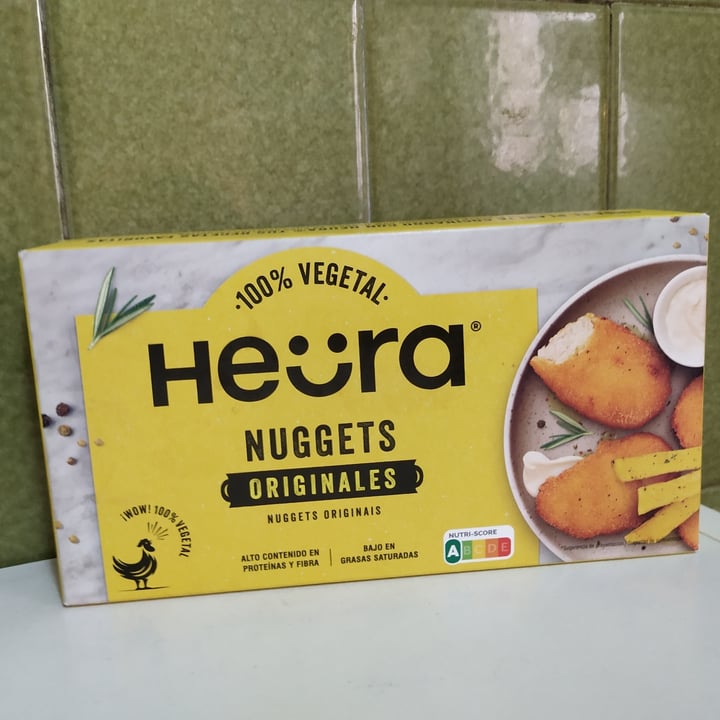 ·100% VEGETAL·
Heüra®
NUGGETS
ORIGINALES
NUGGETS ORIGINAIS
¡WOW! 100% VEGETAL
ALTO CONTENIDO EN
PROTEÍNAS Y FIBRA
BAJO EN
GRASAS SATURADAS
NUTRI-SCORE
A B C D E